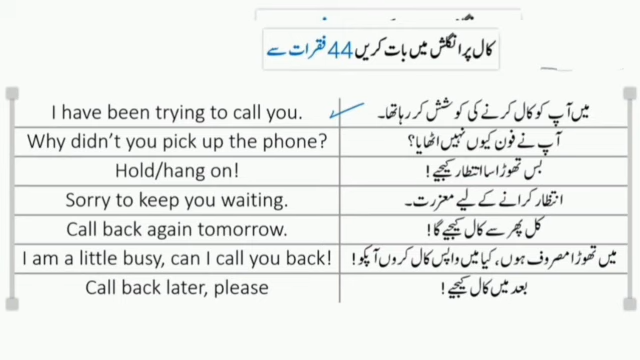 کال پر انگلش میں بات کریں 44 فقرات سے
I have been trying to call you. میں آپ کو کال کرنے کی کوشش کر رہا تھا۔
Why didn't you pick up the phone? آپ نے فون کیوں نہیں اٹھایا؟
Hold/hang on! بس تھوڑا سا انتظار کیجیے!
Sorry to keep you waiting. انتظار کرانے کے لیے معزرت۔
Call back again tomorrow. کل پھر سے کال کیجیے گا!
I am a little busy, can I call you back! میں تھوڑا مصروف ہوں، کیا میں واپس کال کروں آپکو!
Call back later, please بعد میں کال کیجیے!